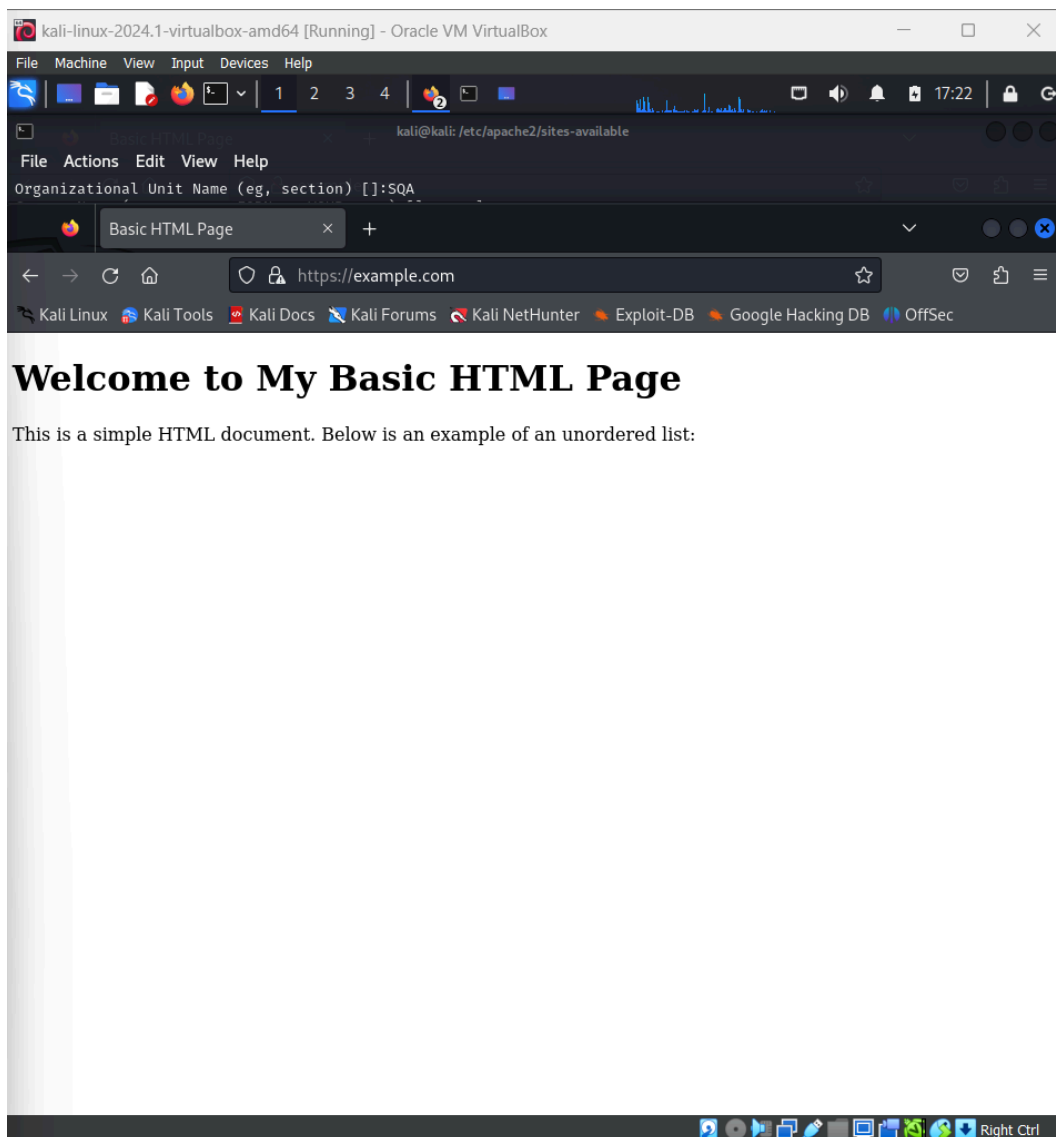 kali-linux-2024.1-virtualbox-amd64 [Running] - Oracle VM VirtualBox
File Machine View Input Devices Help
1 2 3 4 2 17:22
kali@kali: /etc/apache2/sites-available
Basic HTML Page
File Actions Edit View Help
Organizational Unit Name (eg, section) []:SQA
Basic HTML Page
https://example.com
Kali Linux Kali Tools Kali Docs Kali Forums Kali NetHunter Exploit-DB Google Hacking DB OffSec
Welcome to My Basic HTML Page
This is a simple HTML document. Below is an example of an unordered list:
Right Ctrl